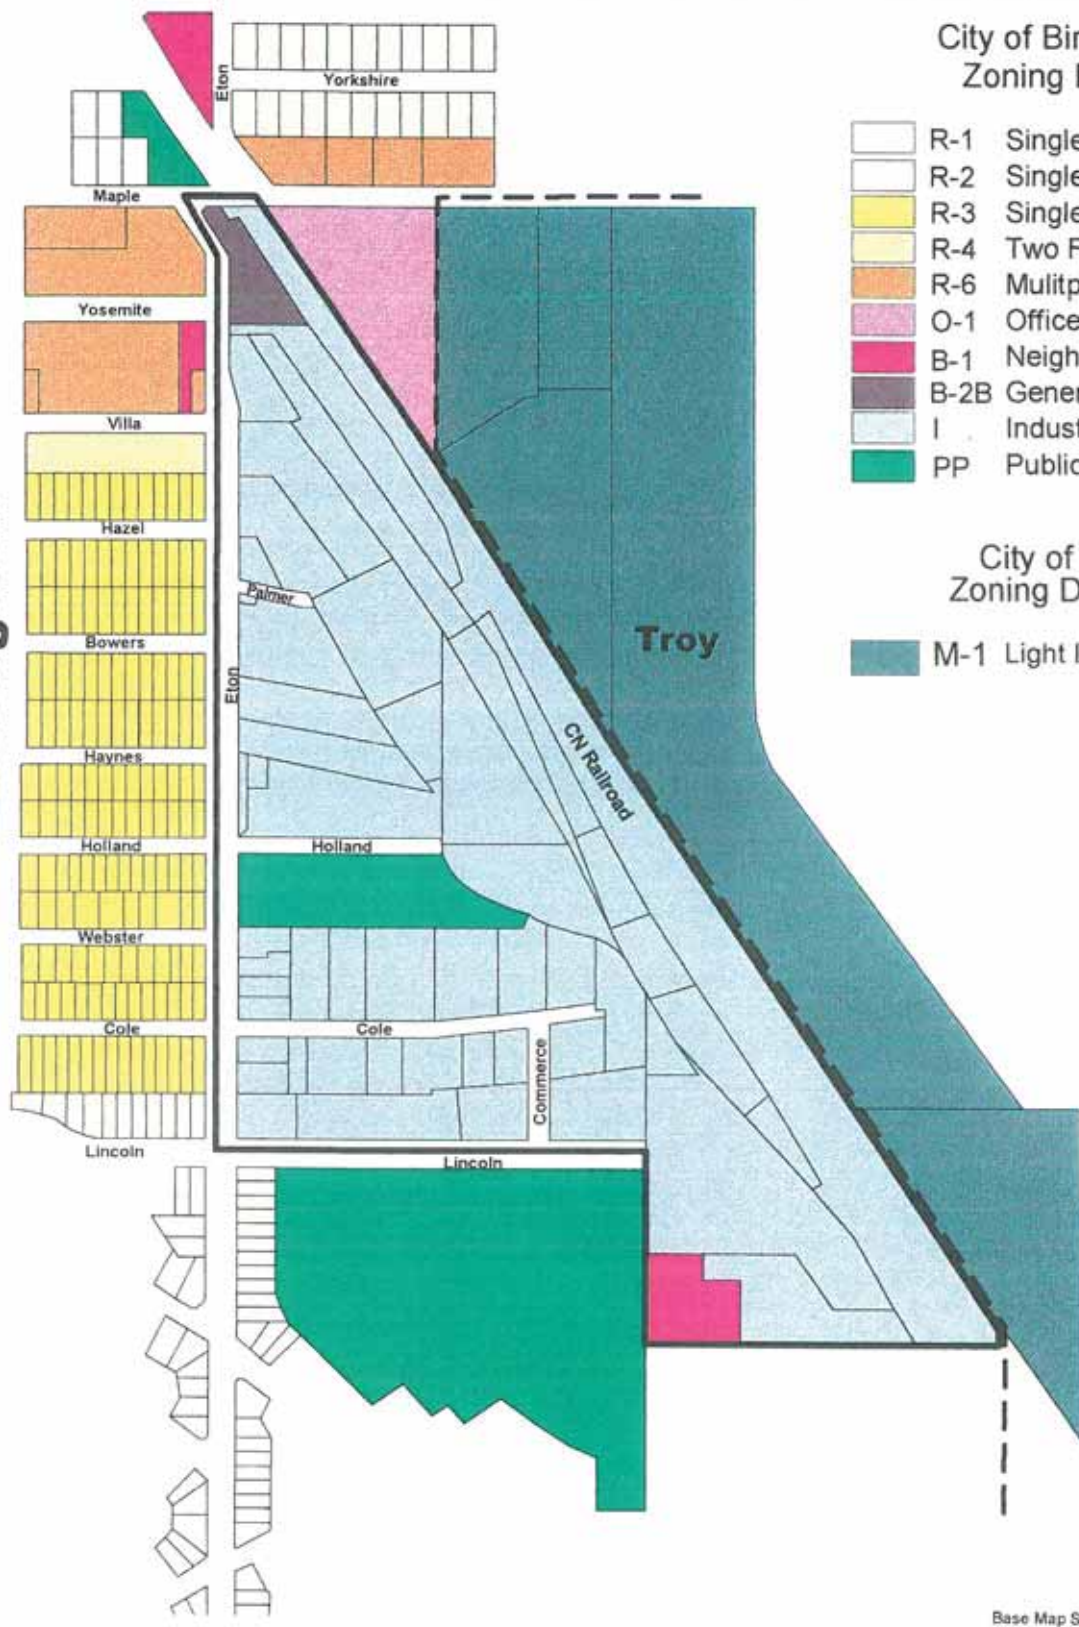 City of Bir
Zoning
R-1 Single
R-2 Single
R-3 Single
R-4 Two F
R-6 Mulitp
O-1 Office
B-1 Neigh
B-2B Gener
I Indust
PP Public
City of
Zoning D
M-1 Light I
Eton
Yorkshire
Maple
Yosemite
Villa
Hazel
Palmer
Bowers
Troy
Eton
CN Railroad
Haynes
Holland
Holland
Webster
Cole
Cole
Commerce
Lincoln
Lincoln
Base Map S